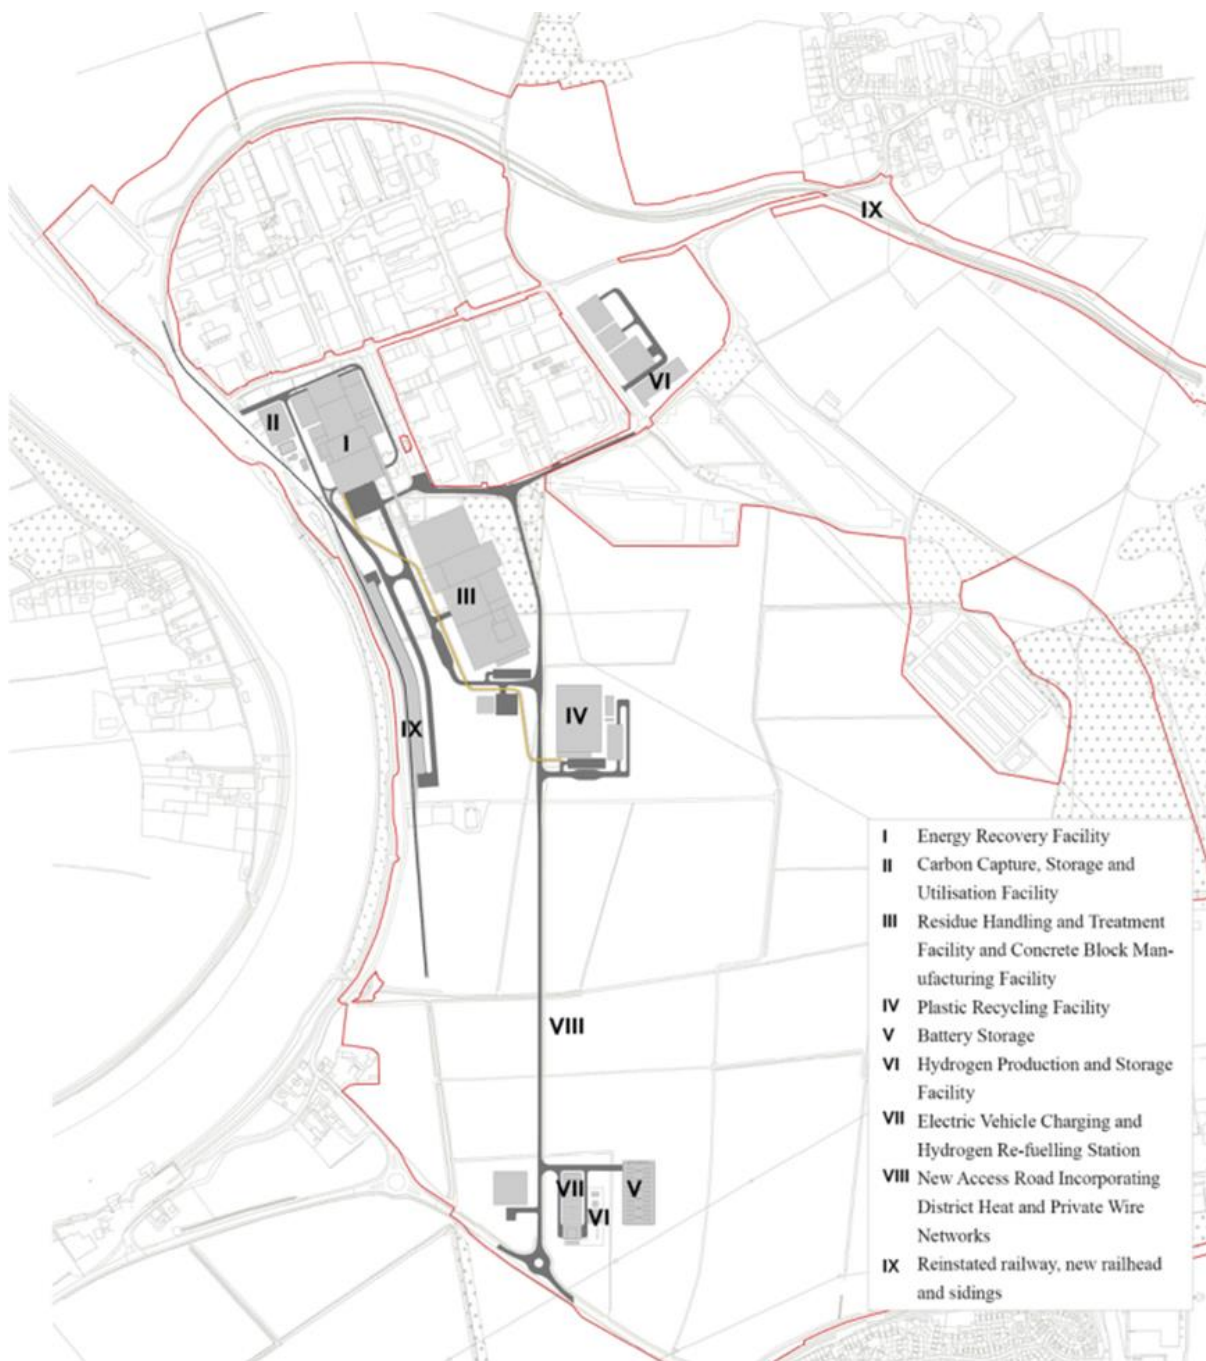 IX
VI
II
I
III
IV
IX
VIII
VII
V
VI
I Energy Recovery Facility
II Carbon Capture, Storage and
Utilisation Facility
III Residue Handling and Treatment
Facility and Concrete Block Man-
ufacturing Facility
IV Plastic Recycling Facility
V Battery Storage
VI Hydrogen Production and Storage
Facility
VII Electric Vehicle Charging and
Hydrogen Re-fuelling Station
VIII New Access Road Incorporating
District Heat and Private Wire
Networks
IX Reinstated railway, new railhead
and sidings